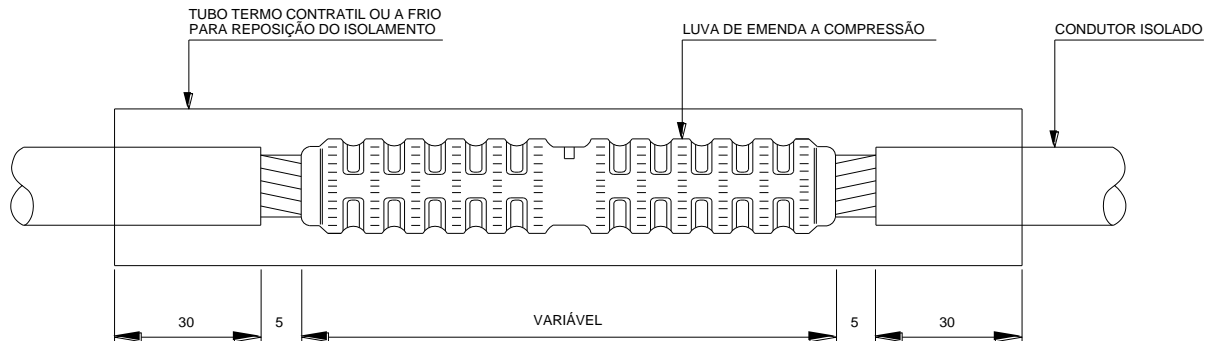 TUBO TERMO CONTRATIL OU A FRIO
PARA REPOSIÇÃO DO ISOLAMENTO
LUVA DE EMENDA A COMPRESSÃO
CONDUTOR ISOLADO
30
5
VARIÁVEL
5
30